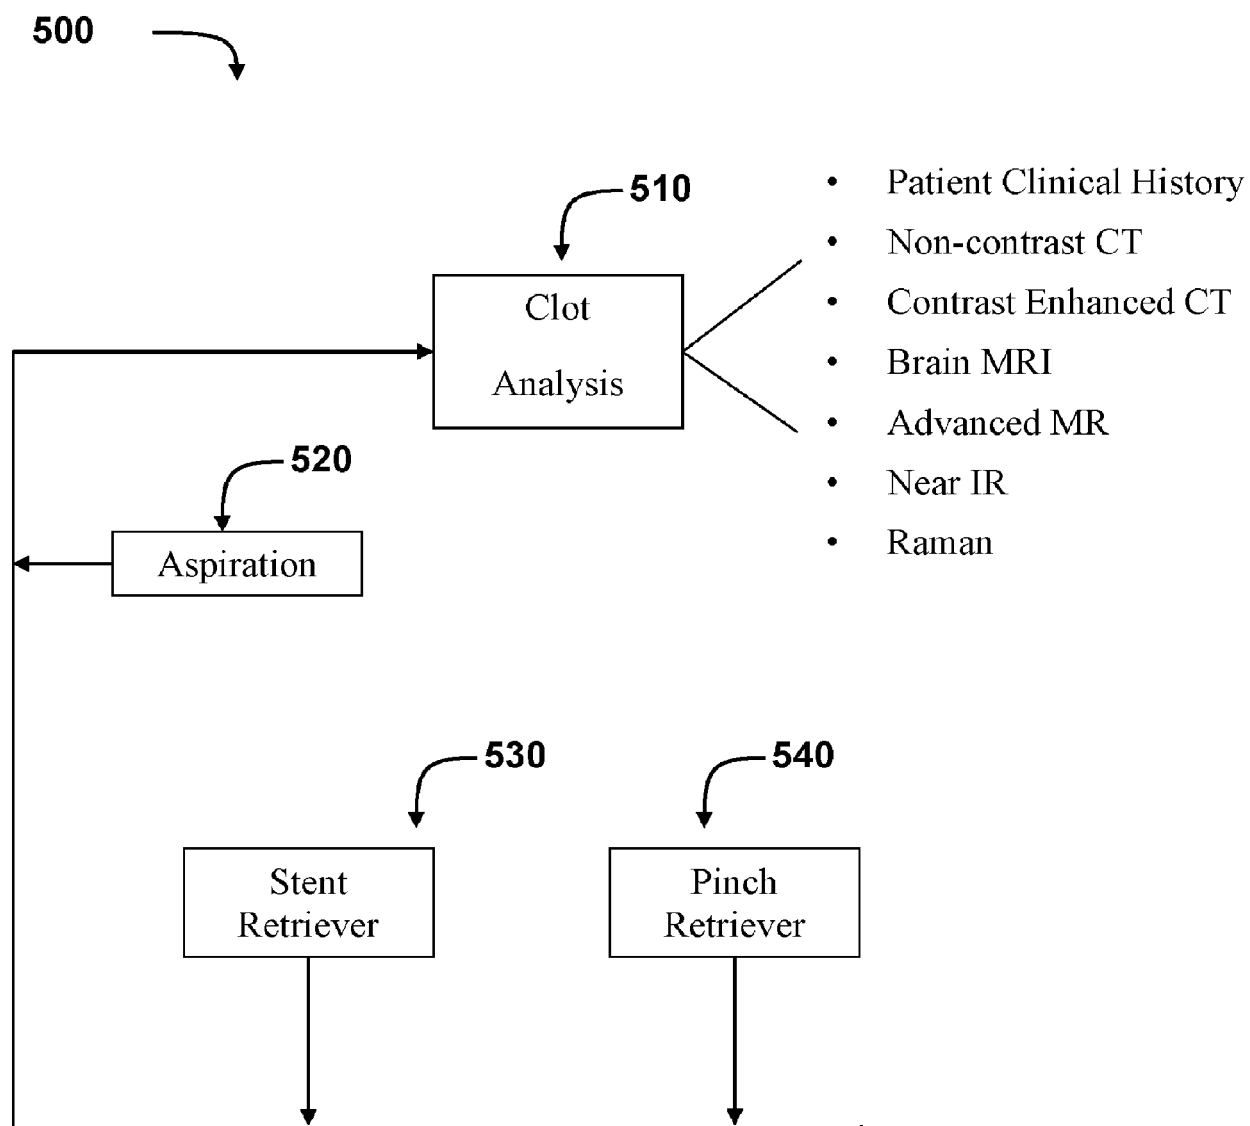 500
510
• Patient Clinical History
• Non-contrast CT
Clot
• Contrast Enhanced CT
Analysis
• Brain MRI
• Advanced MR
520
• Near IR
Aspiration
• Raman
530
540
Stent
Retriever
Pinch
Retriever